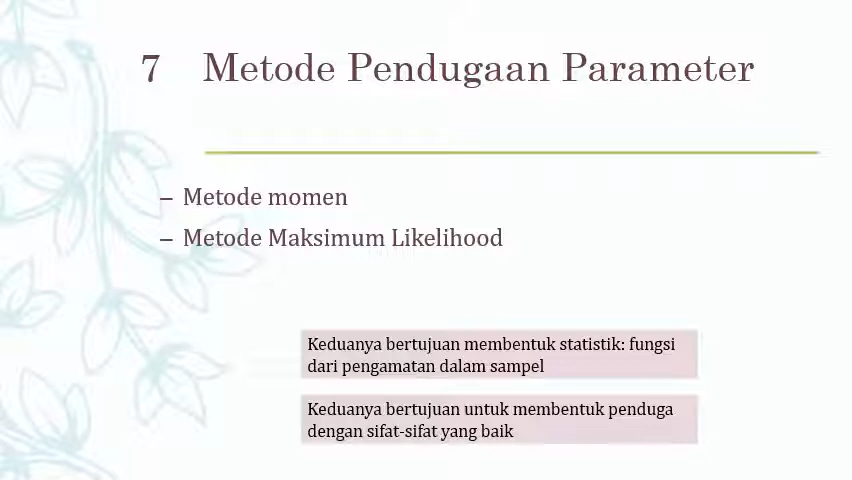 7 Metode Pendugaan Parameter
– Metode momen
– Metode Maksimum Likelihood
Keduanya bertujuan membentuk statistik: fungsi
dari pengamatan dalam sampel
Keduanya bertujuan untuk membentuk penduga
dengan sifat-sifat yang baik